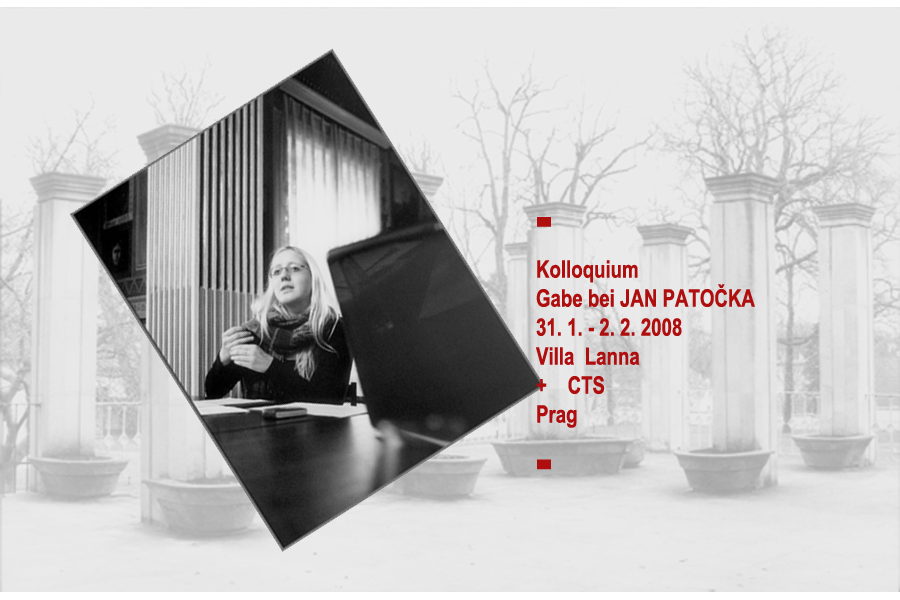 Kolloquium
Gabe bei JAN PATOČKA
31. 1. - 2. 2. 2008
Villa Lanna
+ CTS
Prag